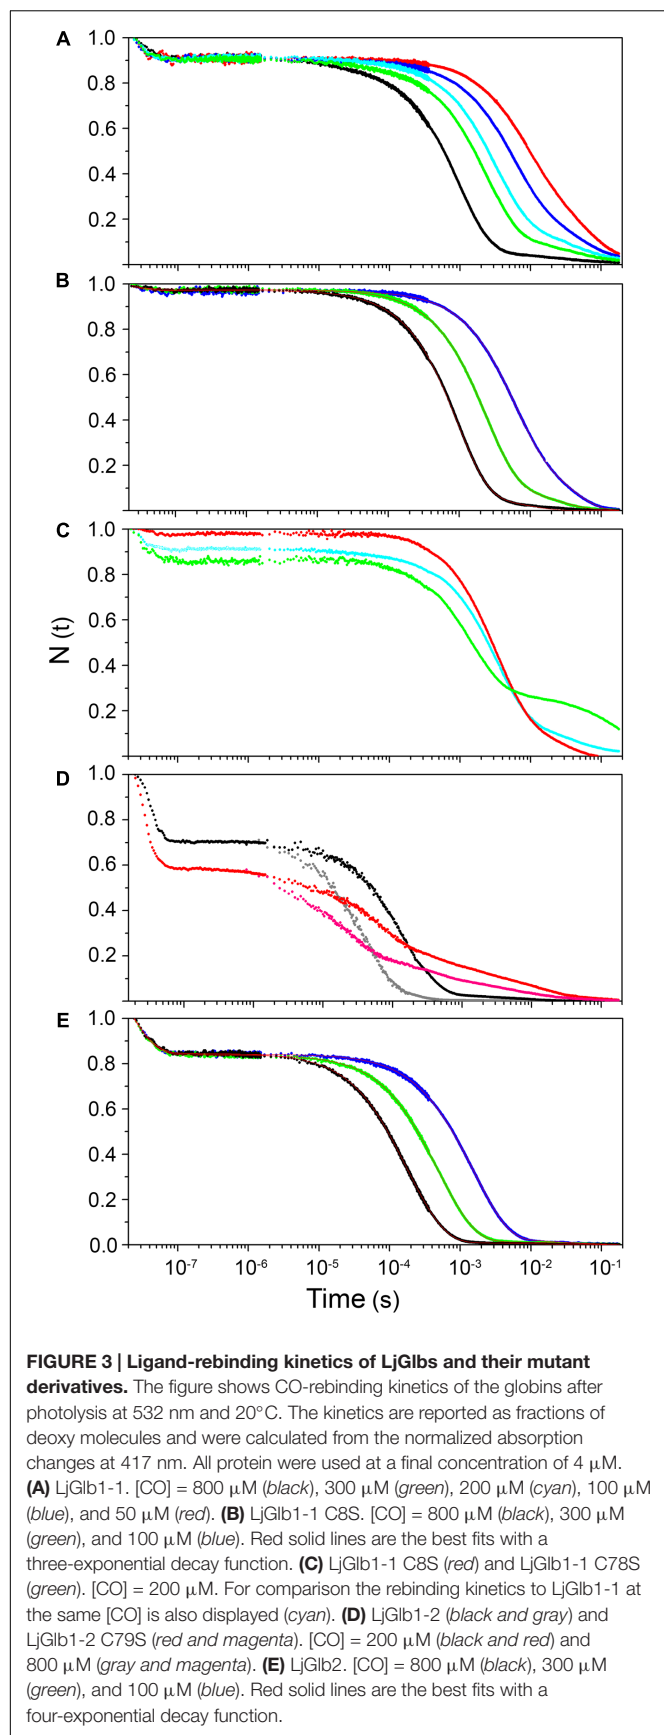 A
1.0
0.8
0.6
0.4
0.2
B
1.0
0.8
0.6
0.4
0.2
C
1.0
0.8
0.6
0.4
0.2
N (t)
D
1.0
0.8
0.6
0.4
0.2
E
1.0
0.8
0.6
0.4
0.2
0.0
10⁻⁷ 10⁻⁶ 10⁻⁵ 10⁻⁴ 10⁻³ 10⁻² 10⁻¹
Time (s)
FIGURE 3 | Ligand-rebinding kinetics of LjGlbs and their mutant
derivatives. The figure shows CO-rebinding kinetics of the globins after
photolysis at 532 nm and 20°C. The kinetics are reported as fractions of
deoxy molecules and were calculated from the normalized absorption
changes at 417 nm. All protein were used at a final concentration of 4 μM.
(A) LjGlb1-1. [CO] = 800 μM (black), 300 μM (green), 200 μM (cyan), 100 μM
(blue), and 50 μM (red). (B) LjGlb1-1 C8S. [CO] = 800 μM (black), 300 μM
(green), and 100 μM (blue). Red solid lines are the best fits with a
three-exponential decay function. (C) LjGlb1-1 C8S (red) and LjGlb1-1 C78S
(green). [CO] = 200 μM. For comparison the rebinding kinetics to LjGlb1-1 at
the same [CO] is also displayed (cyan). (D) LjGlb1-2 (black and gray) and
LjGlb1-2 C79S (red and magenta). [CO] = 200 μM (black and red) and
800 μM (gray and magenta). (E) LjGlb2. [CO] = 800 μM (black), 300 μM
(green), and 100 μM (blue). Red solid lines are the best fits with a
four-exponential decay function.